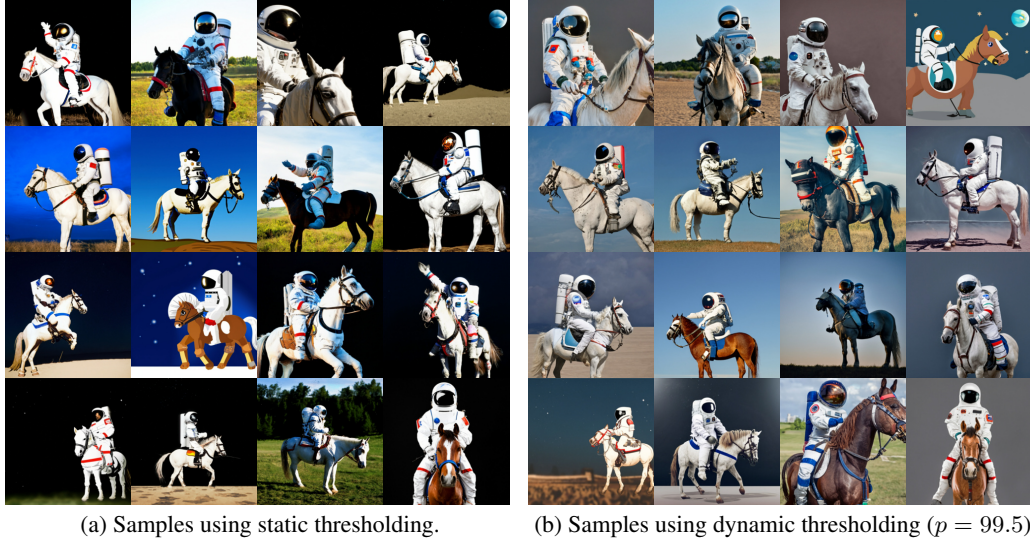 (a) Samples using static thresholding.
(b) Samples using dynamic thresholding (p = 99.5)